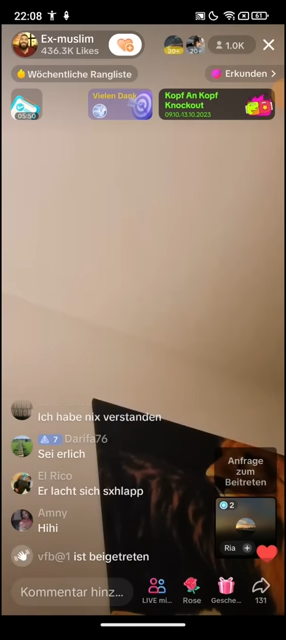 22:08
61
Ex-muslim
436.3K Likes
20+
20+
1.0K
Wöchentliche Rangliste
Erkunden >
05:50
Vielen Dank
Kopf An Kopf
Knockout
09.10.-13.10.2023
Ich habe nix verstanden
7 Darifa76
Sei erlich
El Rico
Er lacht sich sxhlapp
Amny
Hihi
vfb@1 ist beigetreten
Anfrage
zum
Beitreten
2
Ria +
Kommentar hinz...
LIVE mi...
Rose
Gesche...
131